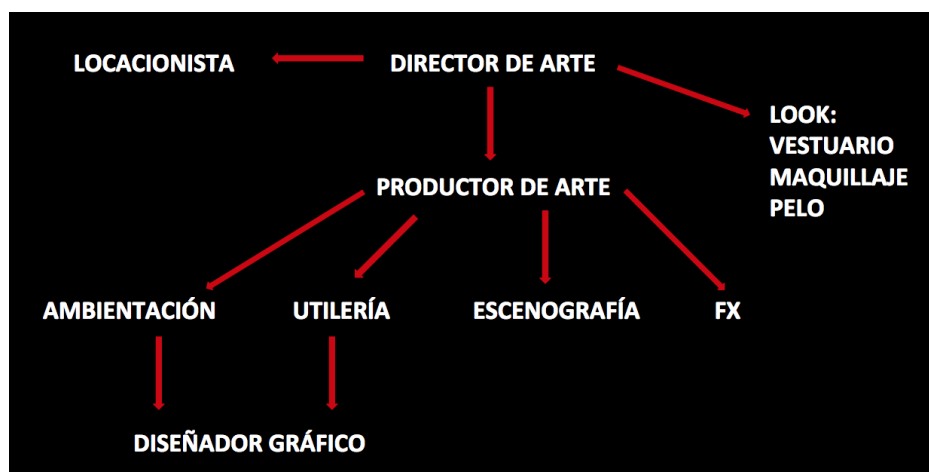 LOCACIONISTA
DIRECTOR DE ARTE
LOOK:
VESTUARIO
MAQUILLAJE
PELO
PRODUCTOR DE ARTE
AMBIENTACIÓN
UTILERÍA
ESCENOGRAFÍA
FX
DISEÑADOR GRÁFICO